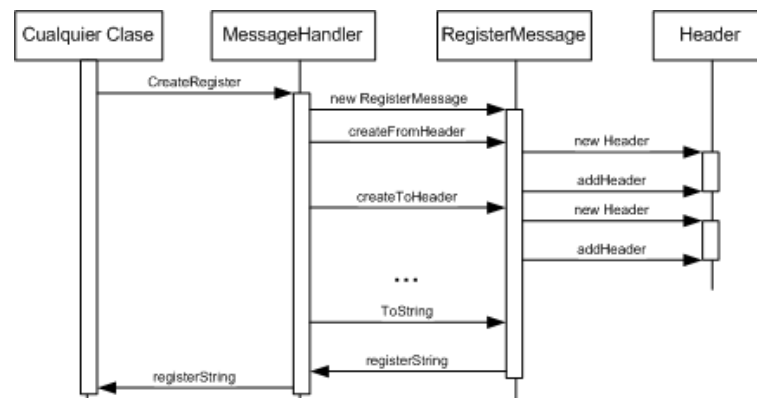 Cualquier Clase
MessageHandler
RegisterMessage
Header
CreateRegister
new RegisterMessage
createFromHeader
new Header
addHeader
createToHeader
new Header
addHeader
...
ToString
registerString
registerString